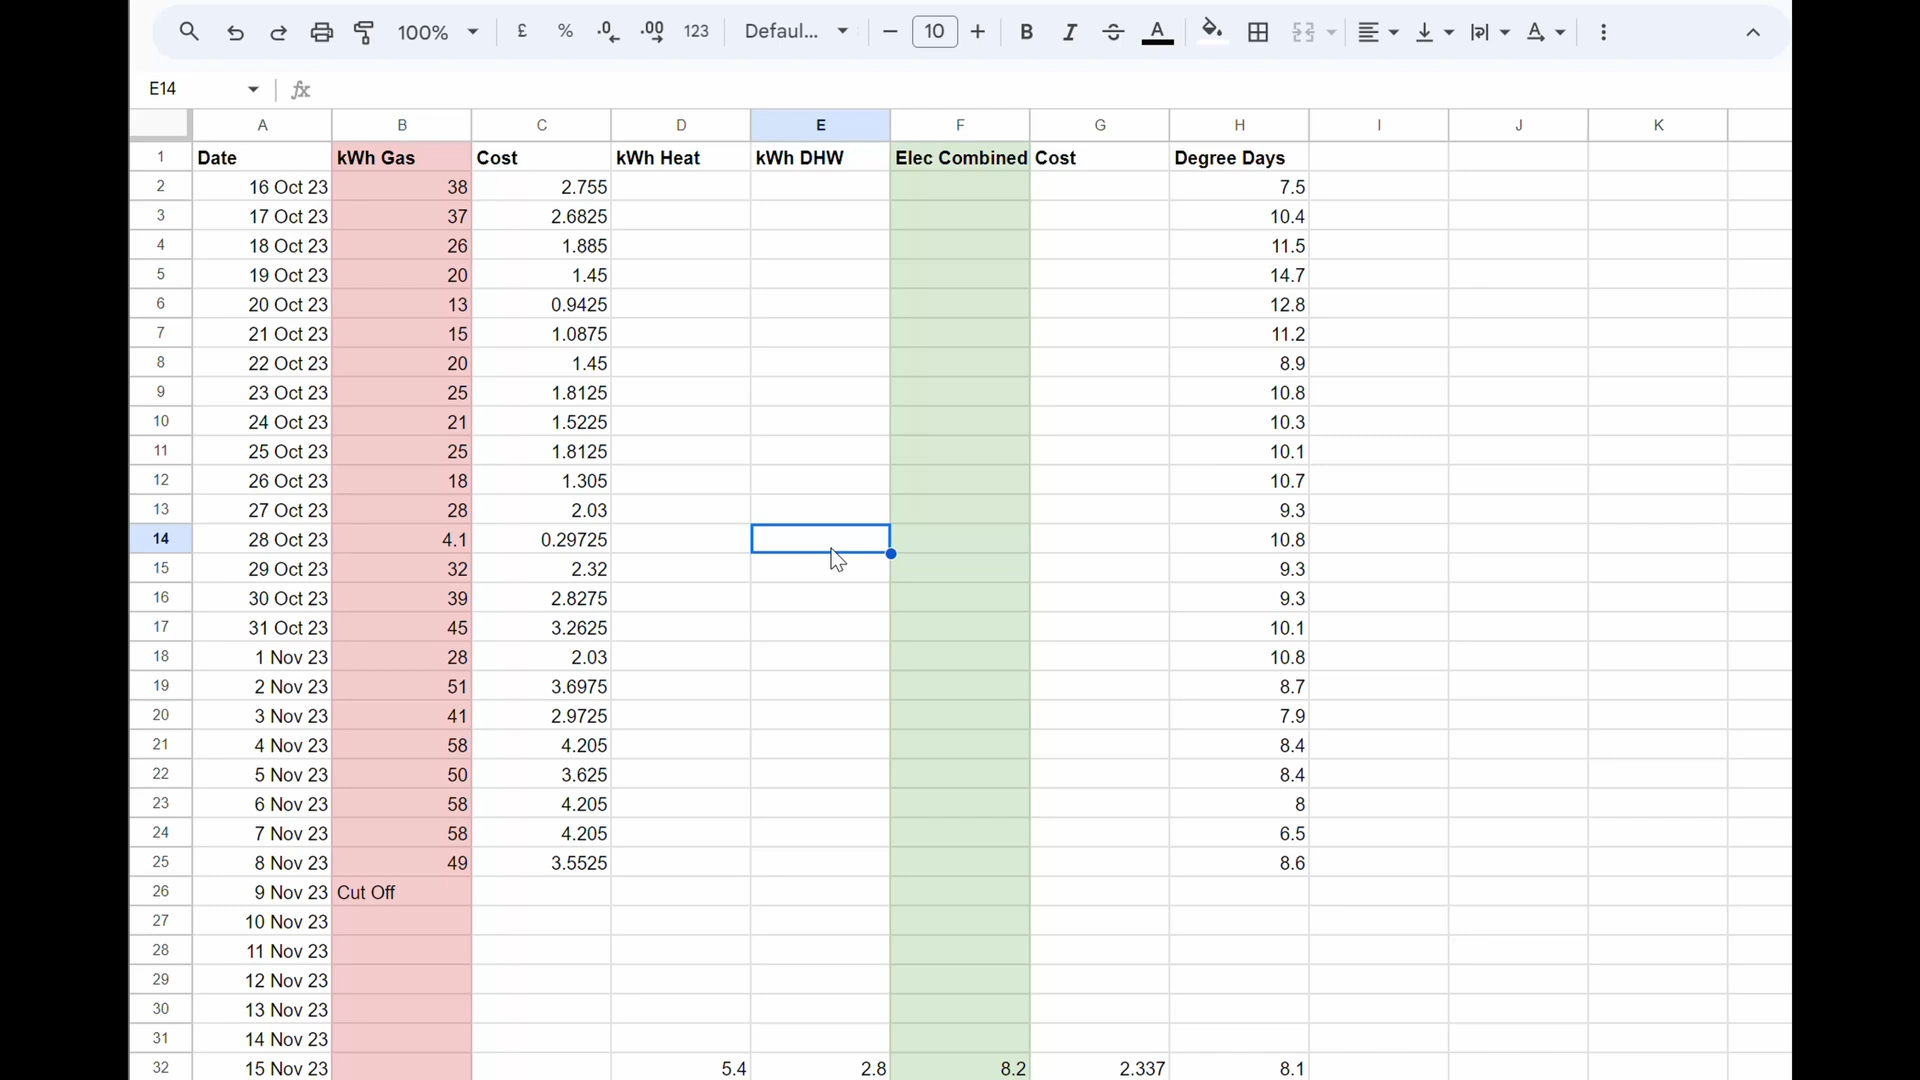 100% £ % .0 .00 123 Defaul... 10 B I S A
E14 fx
A B C D E F G H I J K
1 Date kWh Gas Cost kWh Heat kWh DHW Elec Combined Cost Degree Days
2 16 Oct 23 38 2.755 7.5
3 17 Oct 23 37 2.6825 10.4
4 18 Oct 23 26 1.885 11.5
5 19 Oct 23 20 1.45 14.7
6 20 Oct 23 13 0.9425 12.8
7 21 Oct 23 15 1.0875 11.2
8 22 Oct 23 20 1.45 8.9
9 23 Oct 23 25 1.8125 10.8
10 24 Oct 23 21 1.5225 10.3
11 25 Oct 23 25 1.8125 10.1
12 26 Oct 23 18 1.305 10.7
13 27 Oct 23 28 2.03 9.3
14 28 Oct 23 4.1 0.29725 10.8
15 29 Oct 23 32 2.32 9.3
16 30 Oct 23 39 2.8275 9.3
17 31 Oct 23 45 3.2625 10.1
18 1 Nov 23 28 2.03 10.8
19 2 Nov 23 51 3.6975 8.7
20 3 Nov 23 41 2.9725 7.9
21 4 Nov 23 58 4.205 8.4
22 5 Nov 23 50 3.625 8.4
23 6 Nov 23 58 4.205 8
24 7 Nov 23 58 4.205 6.5
25 8 Nov 23 49 3.5525 8.6
26 9 Nov 23 Cut Off
27 10 Nov 23
28 11 Nov 23
29 12 Nov 23
30 13 Nov 23
31 14 Nov 23
32 15 Nov 23 5.4 2.8 8.2 2.337 8.1